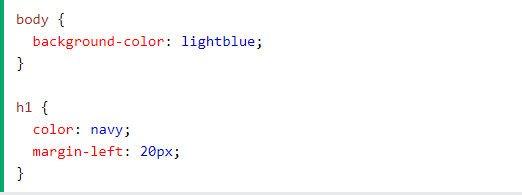 body {
  background-color: lightblue;
}

h1 {
  color: navy;
  margin-left: 20px;
}